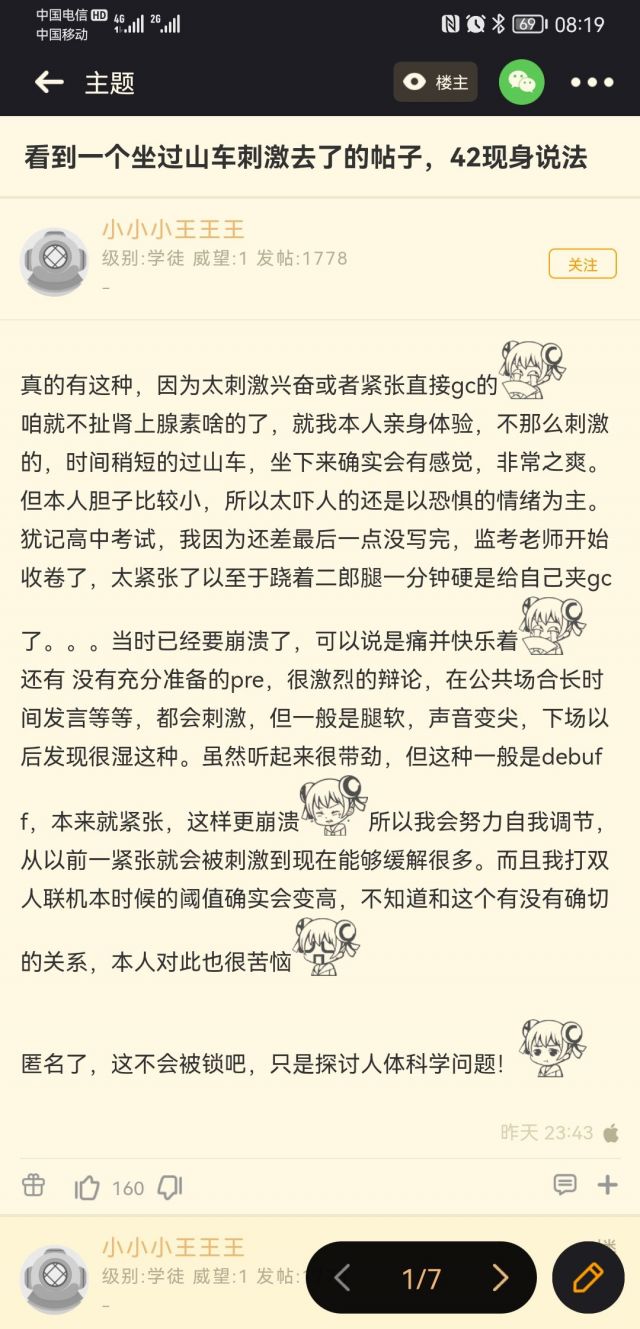 中国电信 HD 4G 2G
中国移动
69 08:19
主题
楼主
看到一个坐过山车刺激去了的帖子，42现身说法
小小小王王王
级别:学徒 威望:1 发帖:1778
关注
真的有这种，因为太刺激兴奋或者紧张直接gc的
咱就不扯肾上腺素啥的了，就我本人亲身体验，不那么刺激
的，时间稍短的过山车，坐下来确实会有感觉，非常之爽。
但本人胆子比较小，所以太吓人的还是以恐惧的情绪为主。
犹记高中考试，我因为还差最后一点没写完，监考老师开始
收卷了，太紧张了以至于跷着二郎腿一分钟硬是给自己夹gc
了。。。当时已经要崩溃了，可以说是痛并快乐着
还有 没有充分准备的pre，很激烈的辩论，在公共场合长时
间发言等等，都会刺激，但一般是腿软，声音变尖，下场以
后发现很湿这种。虽然听起来很带劲，但这种一般是debuf
f，本来就紧张，这样更崩溃 所以我会努力自我调节，
从以前一紧张就会被刺激到现在能够缓解很多。而且我打双
人联机本时候的阈值确实会变高，不知道和这个有没有确切
的关系，本人对此也很苦恼
匿名了，这不会被锁吧，只是探讨人体科学问题！
昨天 23:43
160
小小小王王王
级别:学徒 威望:1 发帖:
1/7